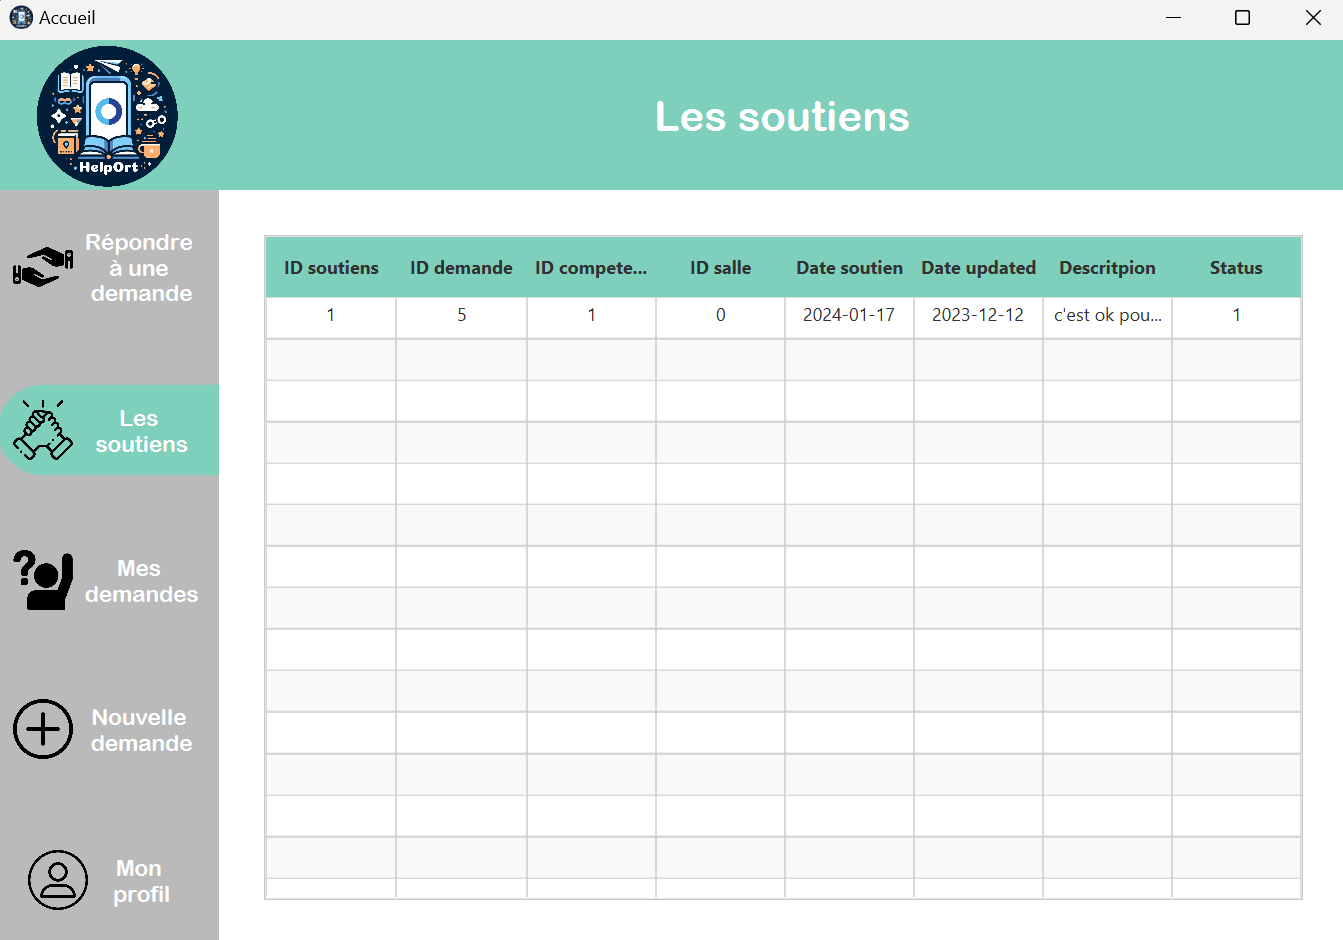 Accueil
HelpOrt
Les soutiens
Répondre
à une
demande
Les
soutiens
Mes
demandes
Nouvelle
demande
Mon
profil
ID soutiens ID demande ID compete... ID salle Date soutien Date updated Descritpion Status
1 5 1 0 2024-01-17 2023-12-12 c'est ok pou... 1